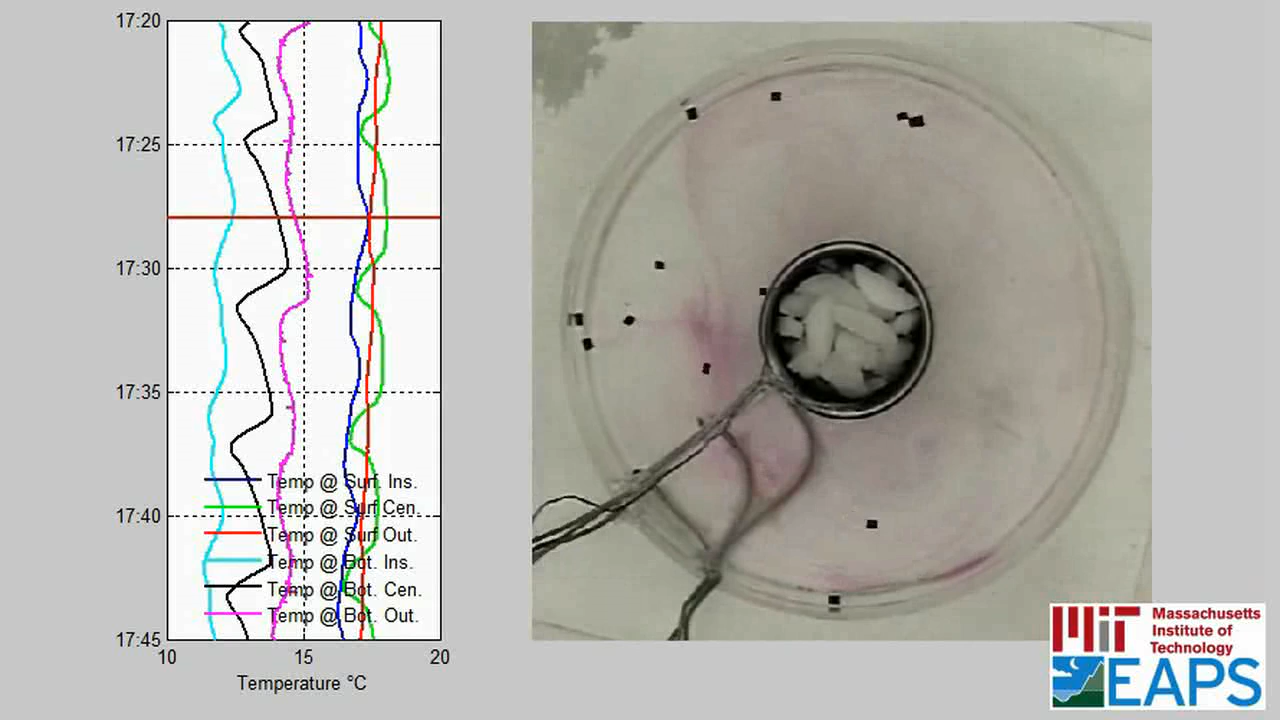 17:20
17:25
17:30
17:35
17:40
17:45
Temp @ Surf. Ins.
Temp @ Surf Cen.
Temp @ Surf Out.
Temp @ Bot. Ins.
Temp @ Bot. Cen.
Temp @ Bot. Out.
10 15 20
Temperature °C
MIT
Massachusetts
Institute of
Technology
EAPS